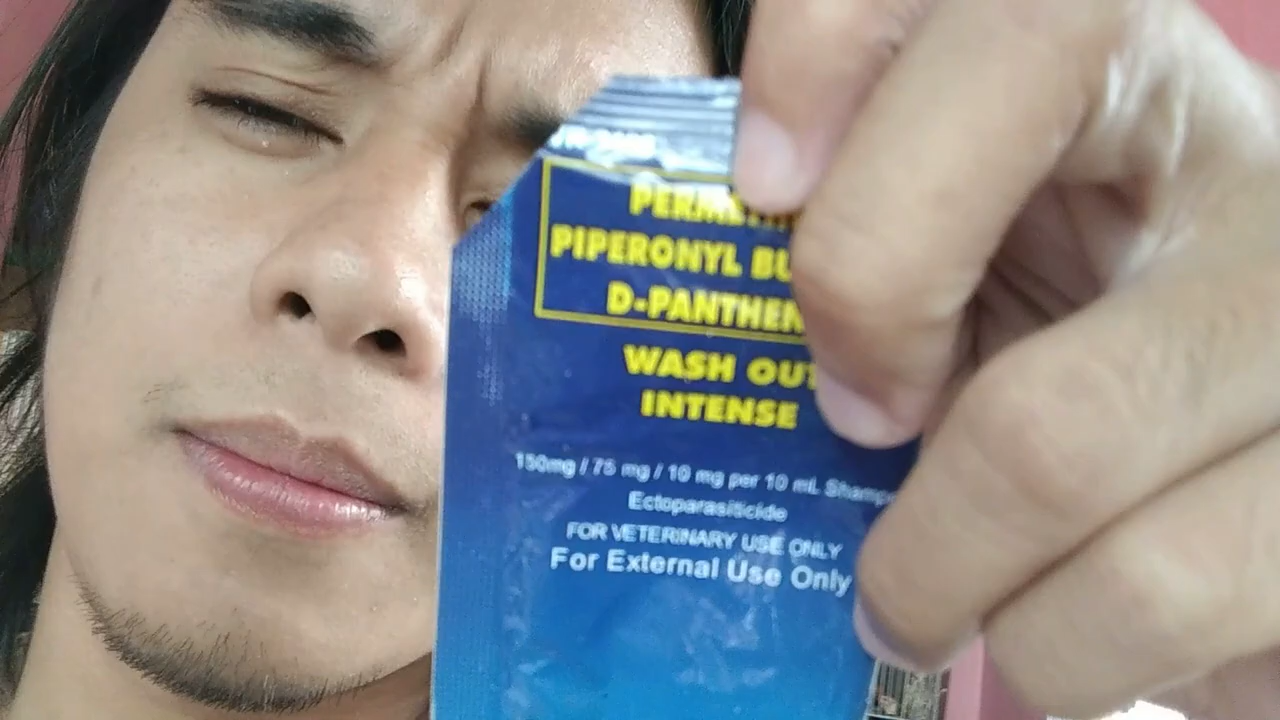 PIPERONYL
D-PANTHEN
WASH OUT
INTENSE
150mg / 75 mg / 10 mg per 10 mL Shamp
Ectoparasiticide
FOR VETERINARY USE ONLY
For External Use Only